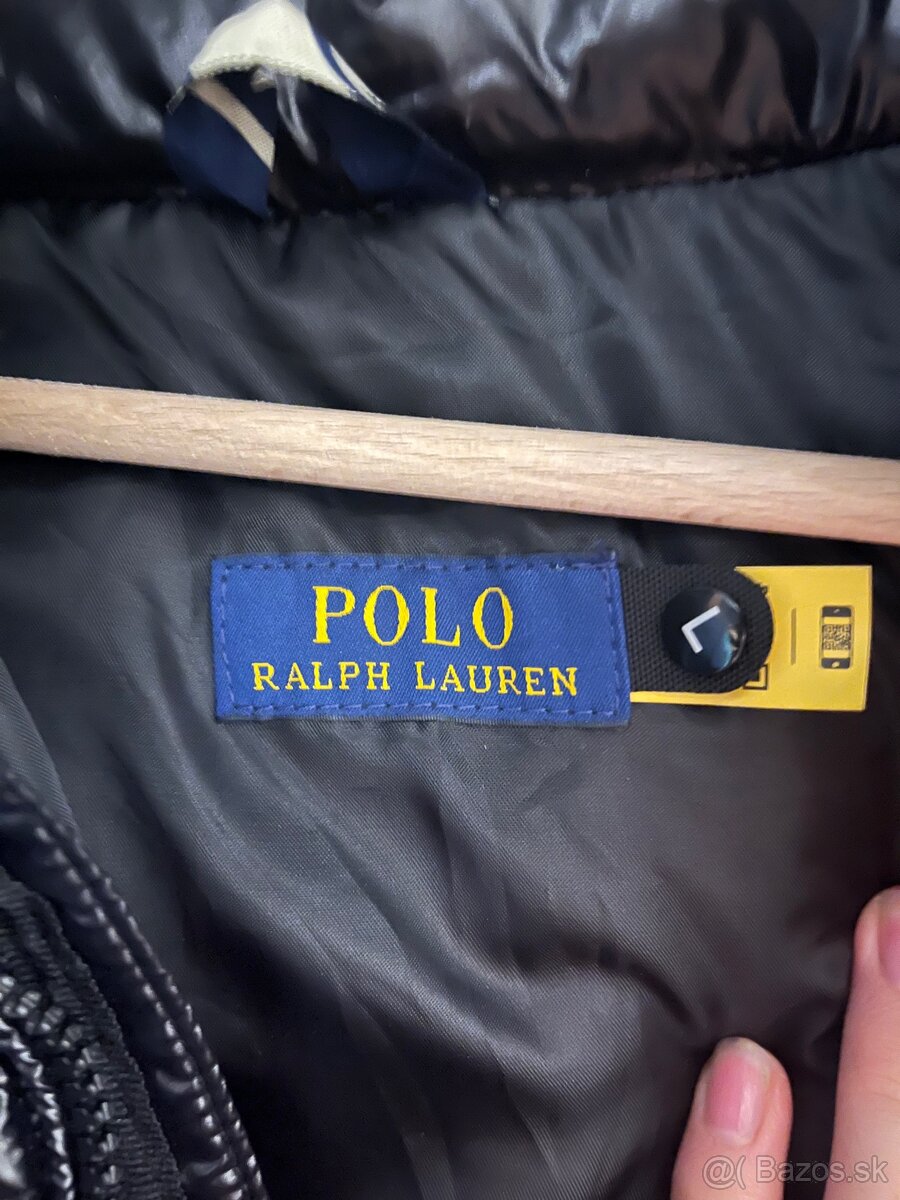 POLO
RALPH LAUREN
L
@( Bazos.sk